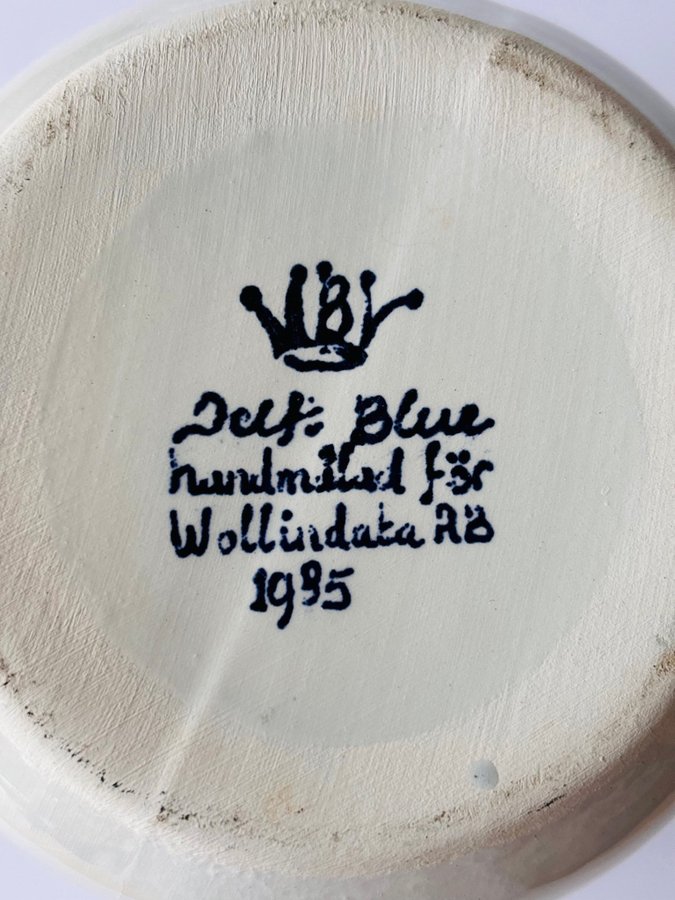 B
Delft Blue
handmålad för
Wollindata AB
1985